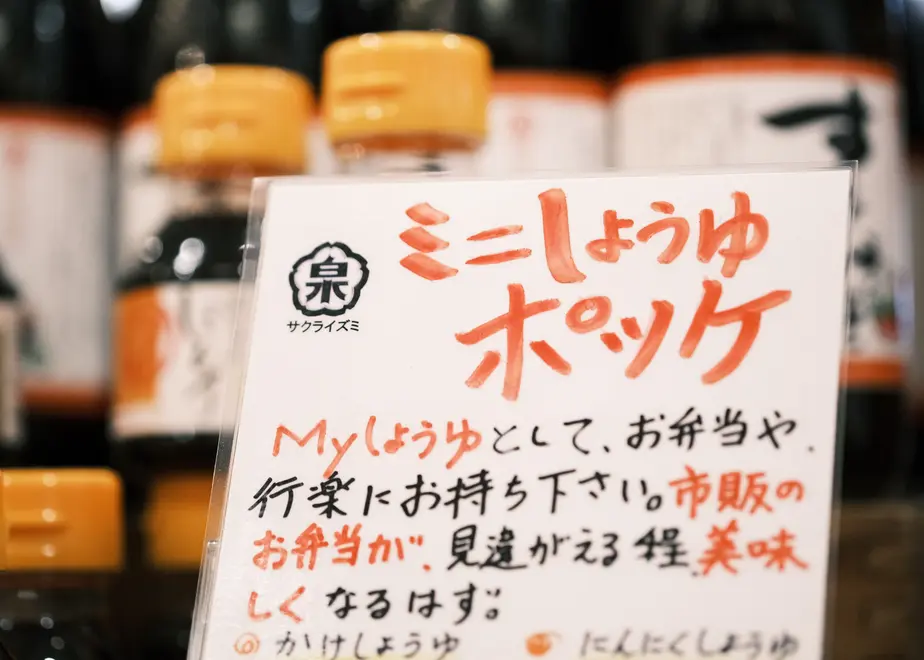 ミニしょうゆ
ポッケ
泉
サクライズミ
Myしょうゆとして、お弁当や、
行楽にお持ち下さい。市販の
お弁当が、見違がえる程、美味
しくなるはず。
かけしょうゆ
にんにくしょうゆ